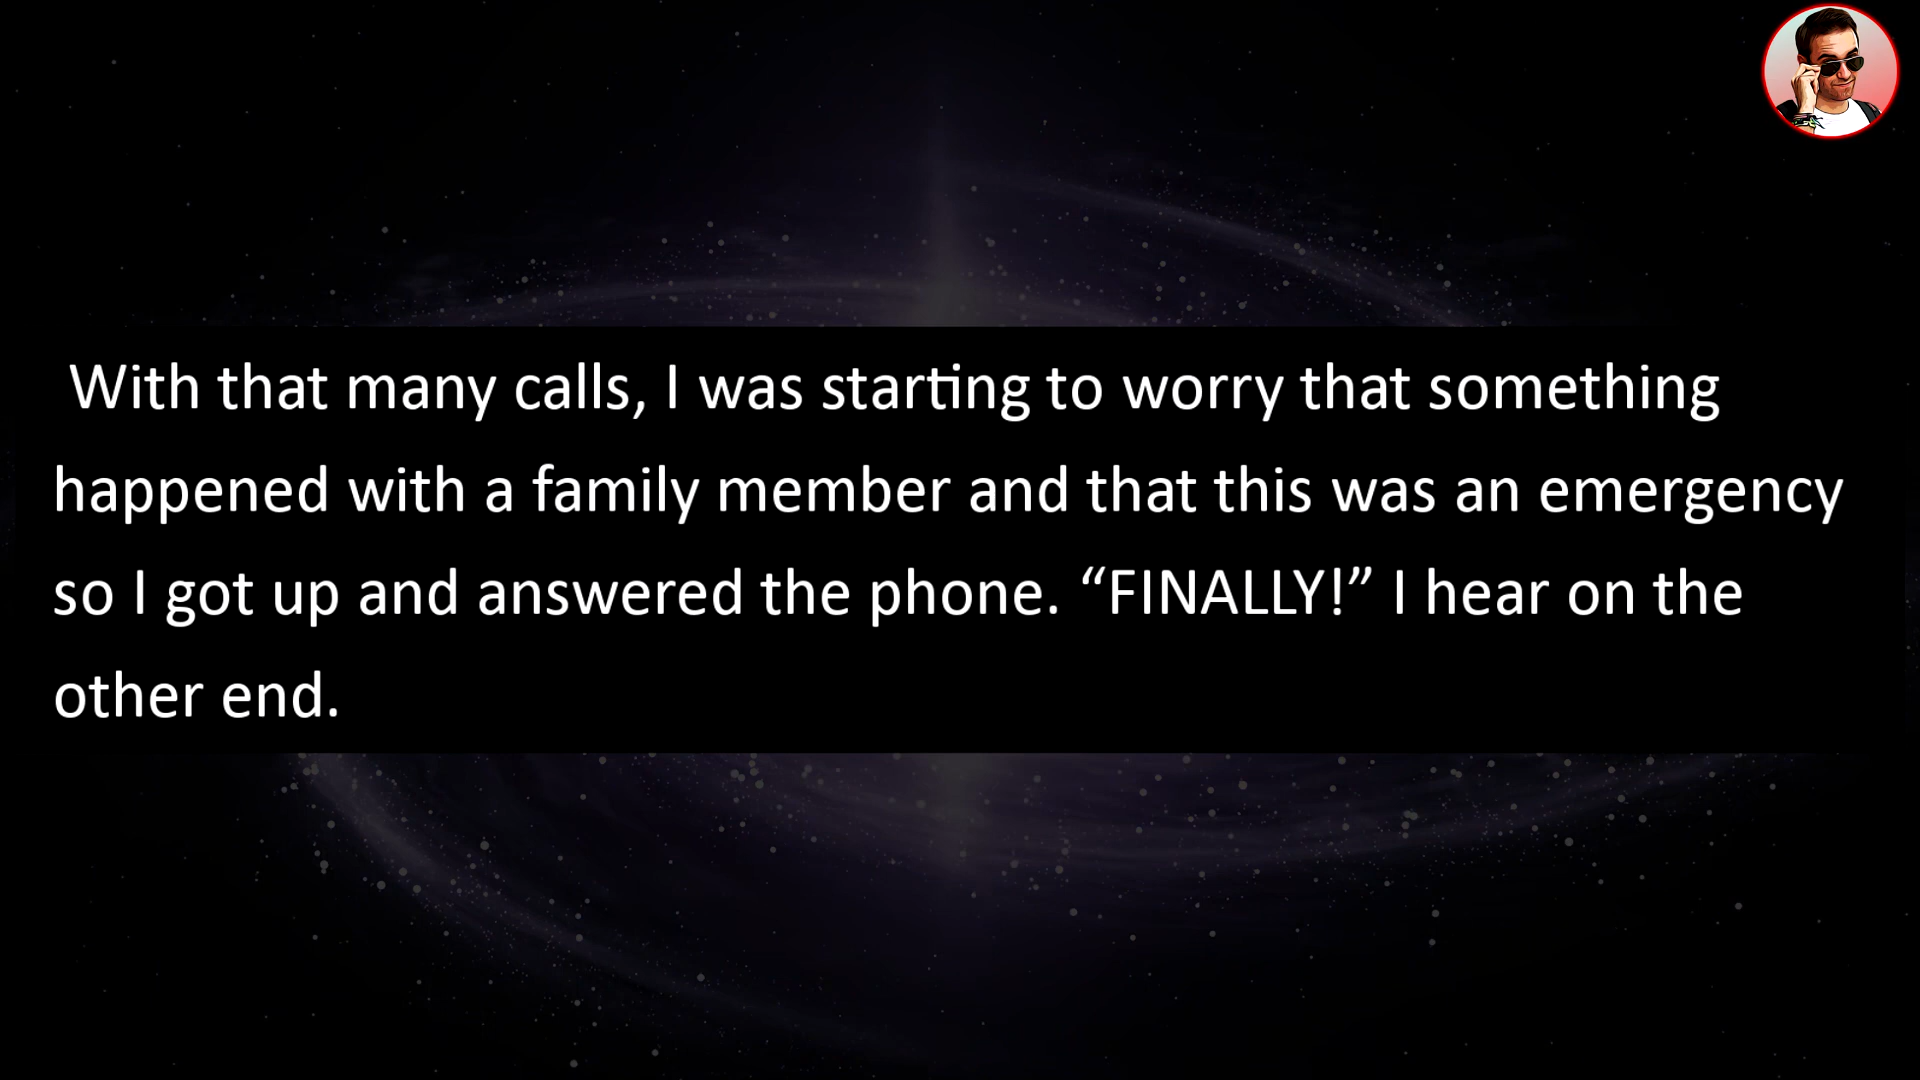 With that many calls, I was starting to worry that something
happened with a family member and that this was an emergency
so I got up and answered the phone. “FINALLY!” I hear on the
other end.